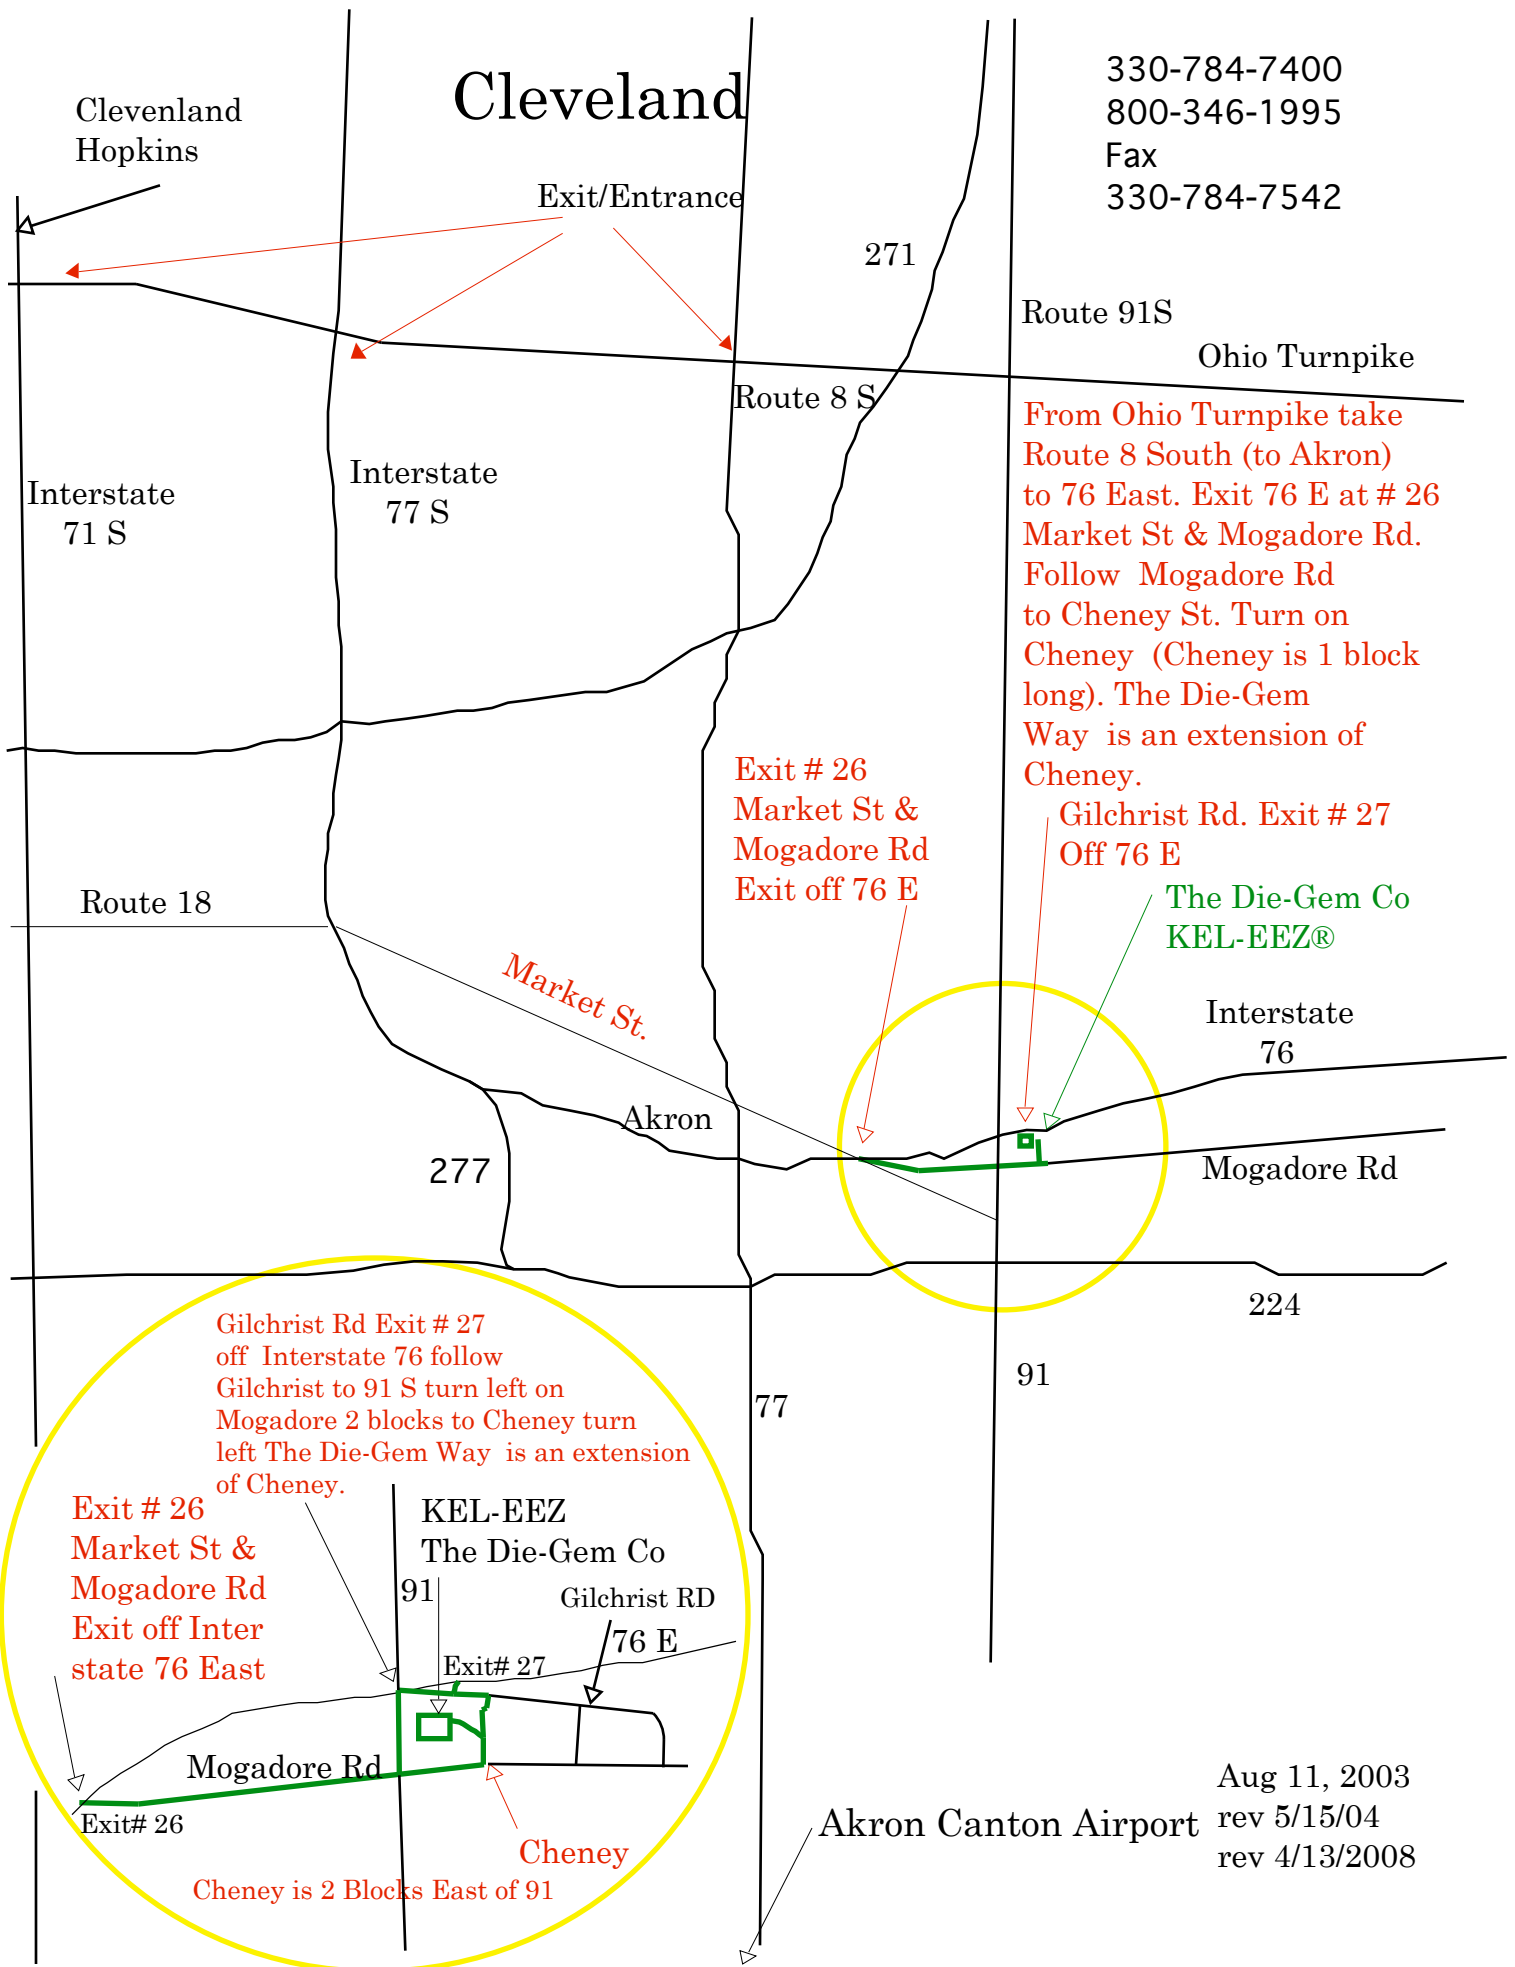 Cleveland
330-784-7400
800-346-1995
Fax
330-784-7542
Clevenland
Hopkins
Exit/Entrance
271
Route 91S
Ohio Turnpike
Route 8 S
Interstate
71 S
Interstate
77 S
From Ohio Turnpike take
Route 8 South (to Akron)
to 76 East. Exit 76 E at # 26
Market St & Mogadore Rd.
Follow  Mogadore Rd
to Cheney St. Turn on
Cheney  (Cheney is 1 block
long). The Die-Gem
Way  is an extension of
Cheney.
Exit # 26
Market St &
Mogadore Rd
Exit off 76 E
Gilchrist Rd. Exit # 27
Off 76 E
The Die-Gem Co
KEL-EEZ®
Route 18
Market St.
Interstate
76
Akron
277
Mogadore Rd
224
91
77
Gilchrist Rd Exit # 27
off  Interstate 76 follow
Gilchrist to 91 S turn left on
Mogadore 2 blocks to Cheney turn
left The Die-Gem Way  is an extension
of Cheney.
Exit # 26
Market St &
Mogadore Rd
Exit off Inter
state 76 East
KEL-EEZ
The Die-Gem Co
91
Gilchrist RD
76 E
Exit# 27
Mogadore Rd
Exit# 26
Cheney
Cheney is 2 Blocks East of 91
Akron Canton Airport
Aug 11, 2003
rev 5/15/04
rev 4/13/2008